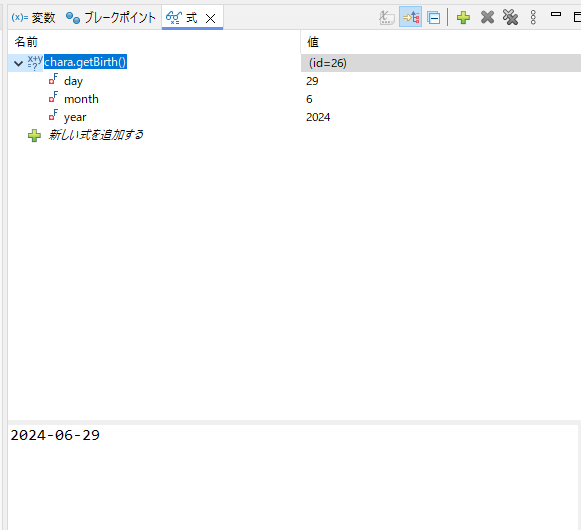 (x)= 変数 ブレークポイント 式
名前 値
x+y =? chara.getBirth() (id=26)
F day 29
F month 6
F year 2024
新しい式を追加する
2024-06-29